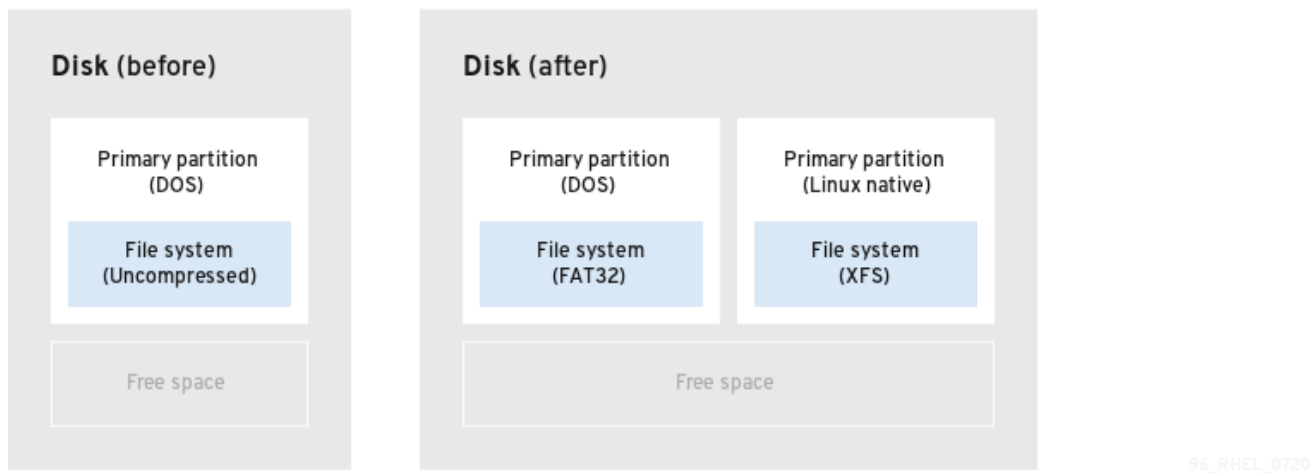 Disk (before)
Primary partition
(DOS)
File system
(Uncompressed)
Free space
Disk (after)
Primary partition
(DOS)
File system
(FAT32)
Primary partition
(Linux native)
File system
(XFS)
Free space
96_RHEL_0720